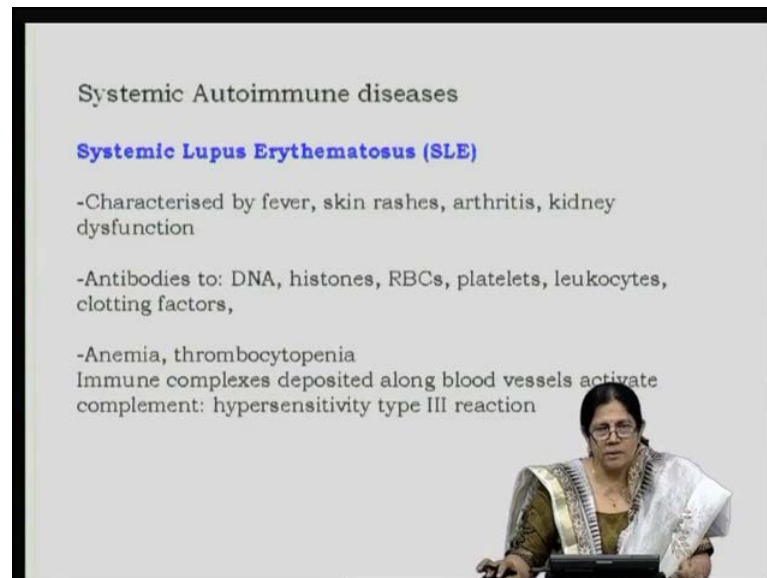 Systemic Autoimmune diseases
Systemic Lupus Erythematosus (SLE)
-Characterised by fever, skin rashes, arthritis, kidney
dysfunction
-Antibodies to: DNA, histones, RBCs, platelets, leukocytes,
clotting factors,
-Anemia, thrombocytopenia
Immune complexes deposited along blood vessels activate
complement: hypersensitivity type III reaction